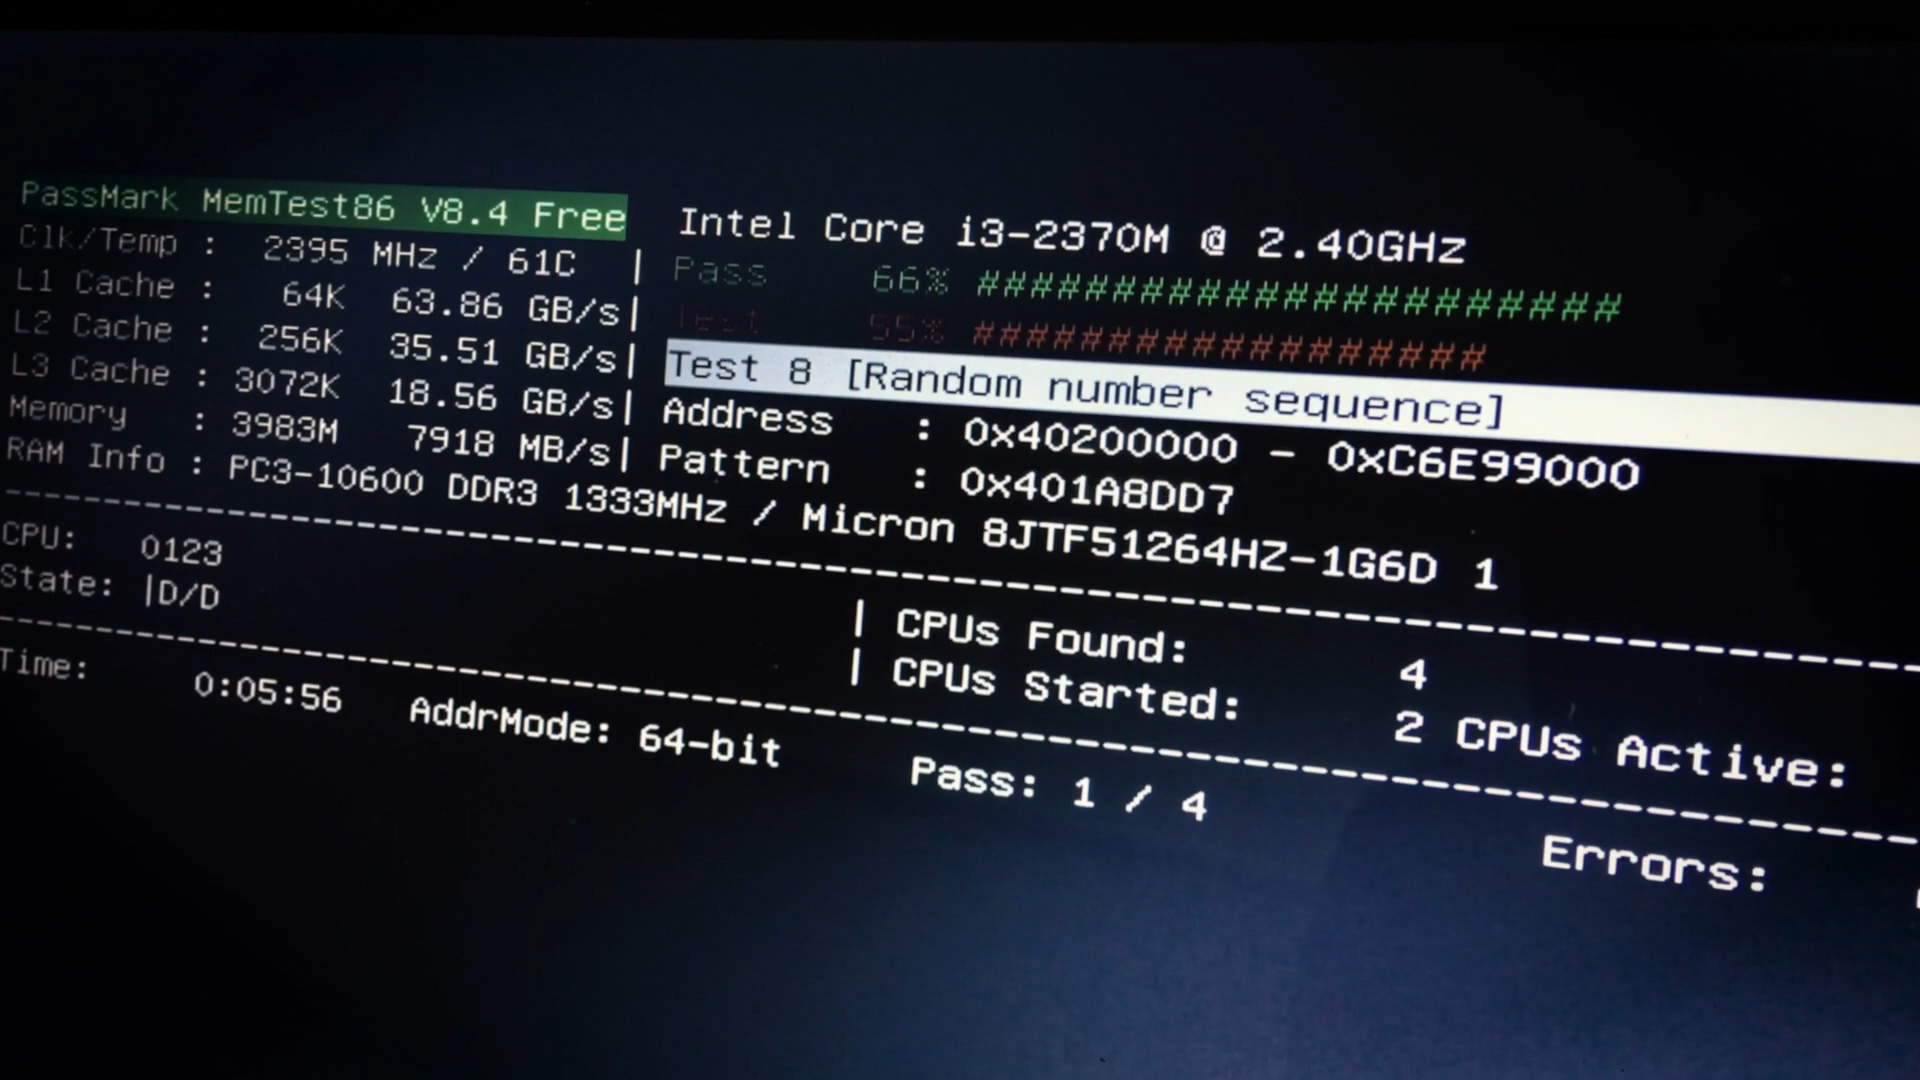 PassMark MemTest86 V8.4 Free Intel Core i3-2370M @ 2.40GHz
Clk/Temp : 2395 MHz / 61C | Pass 66% #######################
L1 Cache : 64K 63.86 GB/s| Test 55% ###################
L2 Cache : 256K 35.51 GB/s| Test 8 [Random number sequence]
L3 Cache : 3072K 18.56 GB/s| Address : 0x40200000 - 0xC6E99000
Memory : 3983M 7918 MB/s| Pattern : 0x401A8DD7
RAM Info : PC3-10600 DDR3 1333MHz / Micron 8JTF51264HZ-1G6D 1
CPU: 0123 | CPUs Found: 4
State: |D/D | CPUs Started: 2 CPUs Active:
Time: 0:05:56 AddrMode: 64-bit Pass: 1 / 4 Errors: